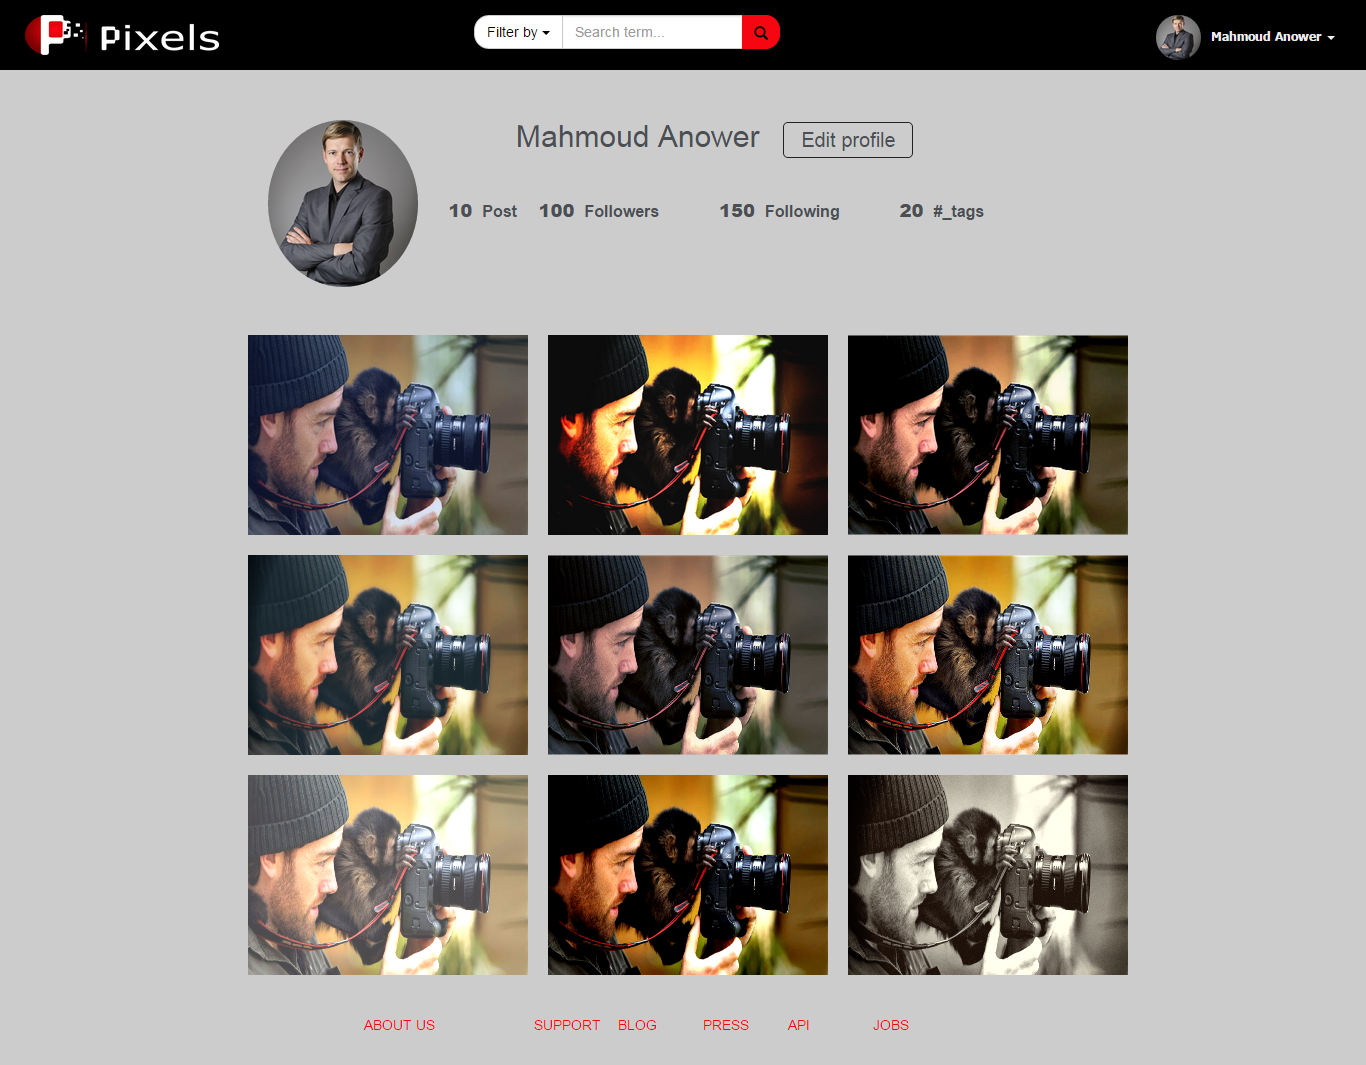 Pixels
Filter by
Search term...
Mahmoud Anower
Mahmoud Anower
Edit profile
10 Post 100 Followers 150 Following 20 #_tags
ABOUT US SUPPORT BLOG PRESS API JOBS